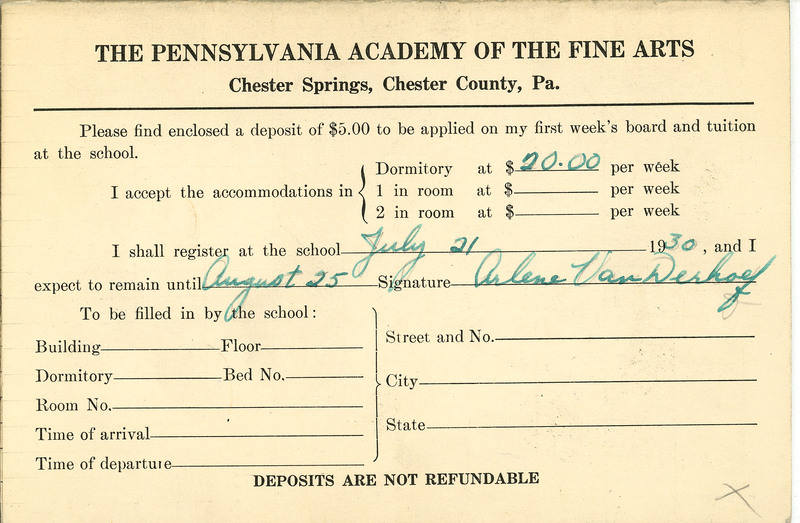 THE PENNSYLVANIA ACADEMY OF THE FINE ARTS
Chester Springs, Chester County, Pa.
Please find enclosed a deposit of $5.00 to be applied on my first week's board and tuition
at the school.
I accept the accommodations in
Dormitory at $ 20.00 per week
1 in room at $ per week
2 in room at $ per week
I shall register at the school July 21 1930, and I
expect to remain until August 25 Signature Arlene VanDerhoef
To be filled in by the school:
Building Floor
Dormitory Bed No.
Room No.
Time of arrival
Time of departure
Street and No.
City
State
DEPOSITS ARE NOT REFUNDABLE